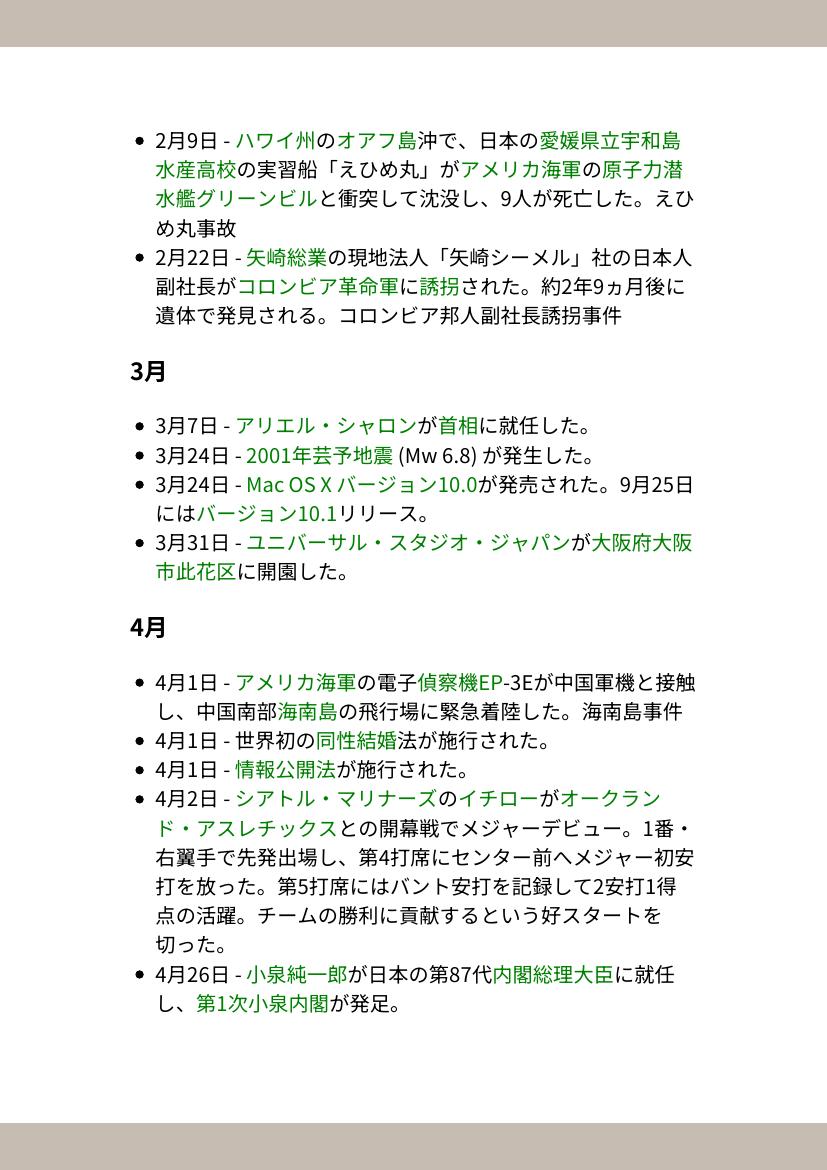 2月9日 - ハワイ州のオアフ島沖で、日本の愛媛県立宇和島
水産高校の実習船「えひめ丸」がアメリカ海軍の原子力潜
水艦グリーンビルと衝突して沈没し、9人が死亡した。えひ
め丸事故
2月22日 - 矢崎総業の現地法人「矢崎シーメル」社の日本人
副社長がコロンビア革命軍に誘拐された。約2年9ヵ月後に
遺体で発見される。コロンビア邦人副社長誘拐事件
3月
3月7日 - アリエル・シャロンが首相に就任した。
3月24日 - 2001年芸予地震 (Mw 6.8) が発生した。
3月24日 - Mac OS X バージョン10.0が発売された。9月25日
にはバージョン10.1リリース。
3月31日 - ユニバーサル・スタジオ・ジャパンが大阪府大阪
市此花区に開園した。
4月
4月1日 - アメリカ海軍の電子偵察機EP-3Eが中国軍機と接触
し、中国南部海南島の飛行場に緊急着陸した。海南島事件
4月1日 - 世界初の同性結婚法が施行された。
4月1日 - 情報公開法が施行された。
4月2日 - シアトル・マリナーズのイチローがオークラン
ド・アスレチックスとの開幕戦でメジャーデビュー。1番・
右翼手で先発出場し、第4打席にセンター前へメジャー初安
打を放った。第5打席にはバント安打を記録して2安打1得
点の活躍。チームの勝利に貢献するという好スタートを
切った。
4月26日 - 小泉純一郎が日本の第87代内閣総理大臣に就任
し、第1次小泉内閣が発足。